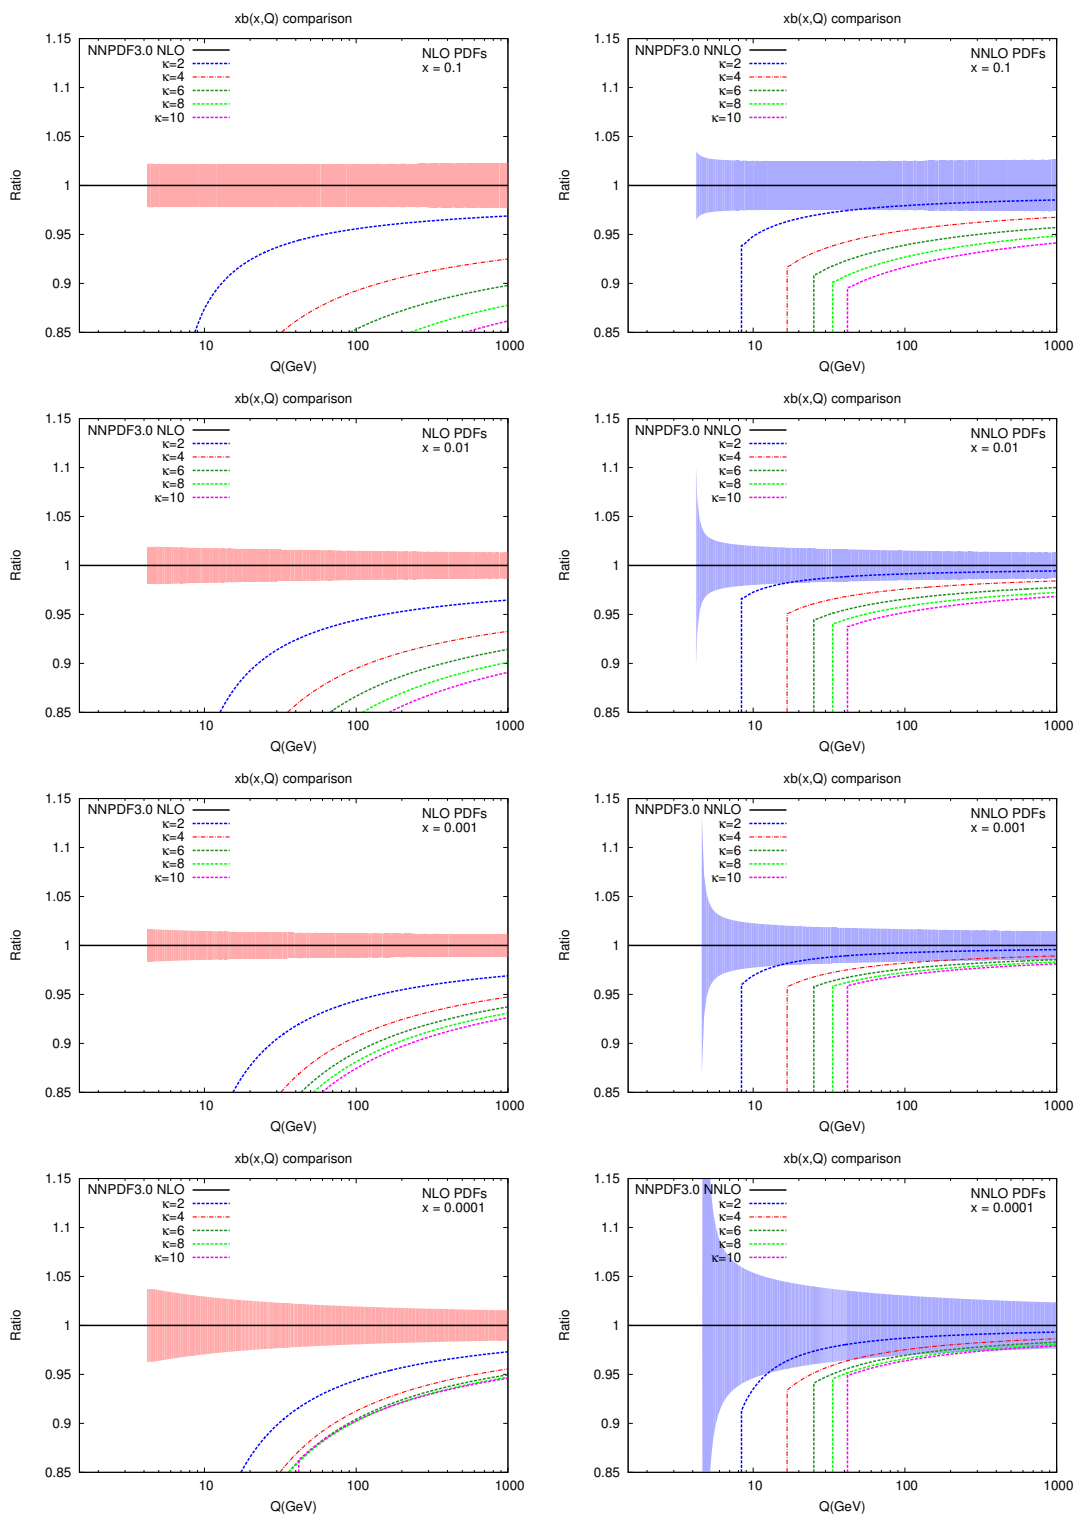 xb(x,Q) comparison
NNPDF3.0 NLO
κ=2
κ=4
κ=6
κ=8
κ=10
NLO PDFs
x = 0.1
1.15
1.1
1.05
1
0.95
0.9
0.85
Ratio
10
100
1000
Q(GeV)
xb(x,Q) comparison
NNPDF3.0 NNLO
κ=2
κ=4
κ=6
κ=8
κ=10
NNLO PDFs
x = 0.1
1.15
1.1
1.05
1
0.95
0.9
0.85
Ratio
10
100
1000
Q(GeV)
xb(x,Q) comparison
NNPDF3.0 NLO
κ=2
κ=4
κ=6
κ=8
κ=10
NLO PDFs
x = 0.01
1.15
1.1
1.05
1
0.95
0.9
0.85
Ratio
10
100
1000
Q(GeV)
xb(x,Q) comparison
NNPDF3.0 NNLO
κ=2
κ=4
κ=6
κ=8
κ=10
NNLO PDFs
x = 0.01
1.15
1.1
1.05
1
0.95
0.9
0.85
Ratio
10
100
1000
Q(GeV)
xb(x,Q) comparison
NNPDF3.0 NLO
κ=2
κ=4
κ=6
κ=8
κ=10
NLO PDFs
x = 0.001
1.15
1.1
1.05
1
0.95
0.9
0.85
Ratio
10
100
1000
Q(GeV)
xb(x,Q) comparison
NNPDF3.0 NNLO
κ=2
κ=4
κ=6
κ=8
κ=10
NNLO PDFs
x = 0.001
1.15
1.1
1.05
1
0.95
0.9
0.85
Ratio
10
100
1000
Q(GeV)
xb(x,Q) comparison
NNPDF3.0 NLO
κ=2
κ=4
κ=6
κ=8
κ=10
NLO PDFs
x = 0.0001
1.15
1.1
1.05
1
0.95
0.9
0.85
Ratio
10
100
1000
Q(GeV)
xb(x,Q) comparison
NNPDF3.0 NNLO
κ=2
κ=4
κ=6
κ=8
κ=10
NNLO PDFs
x = 0.0001
1.15
1.1
1.05
1
0.95
0.9
0.85
Ratio
10
100
1000
Q(GeV)